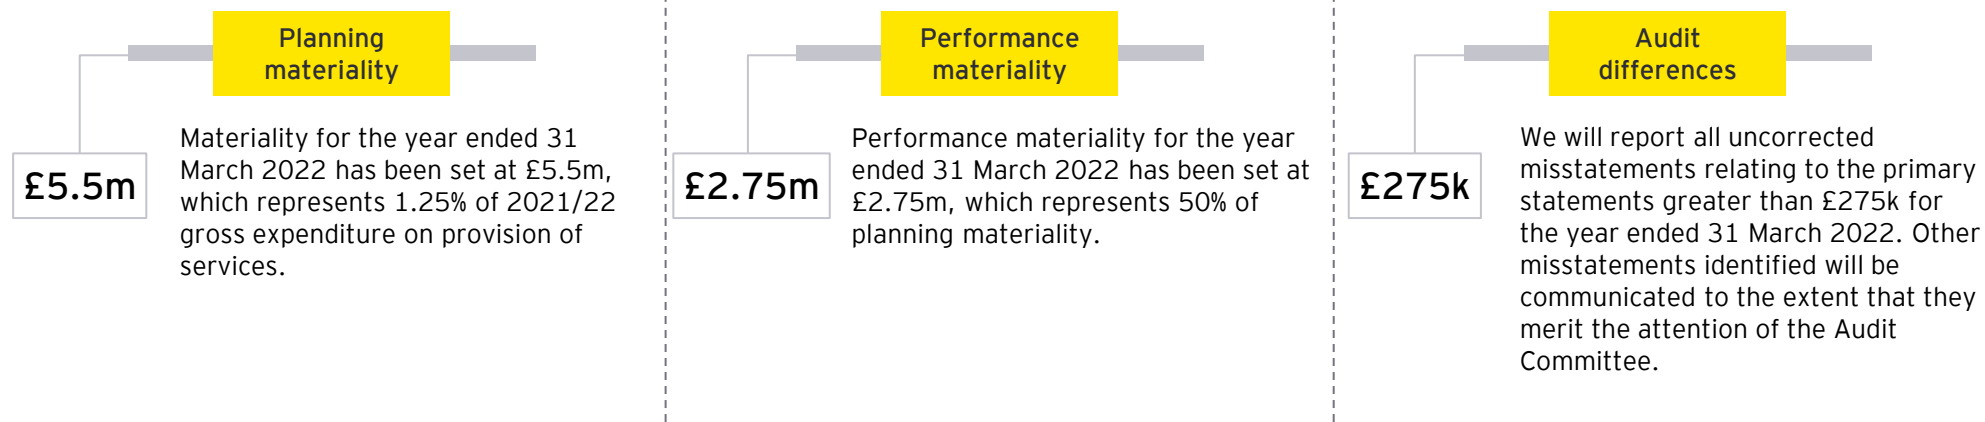 Planning
materiality
£5.5m
Materiality for the year ended 31
March 2022 has been set at £5.5m,
which represents 1.25% of 2021/22
gross expenditure on provision of
services.
Performance
materiality
£2.75m
Performance materiality for the year
ended 31 March 2022 has been set at
£2.75m, which represents 50% of
planning materiality.
Audit
differences
£275k
We will report all uncorrected
misstatements relating to the primary
statements greater than £275k for
the year ended 31 March 2022. Other
misstatements identified will be
communicated to the extent that they
merit the attention of the Audit
Committee.